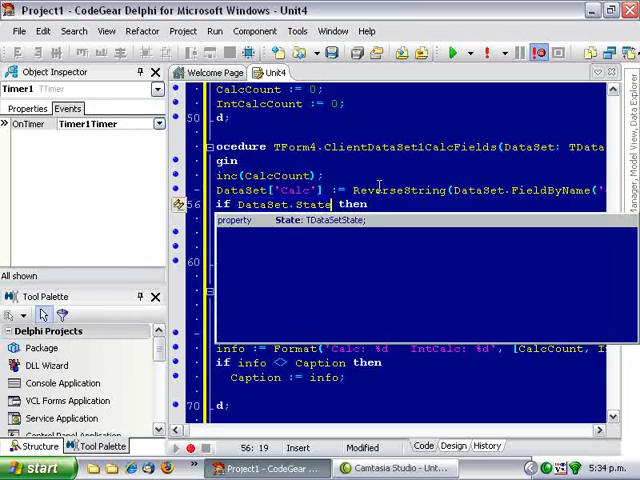 Project1 - CodeGear Delphi for Microsoft Windows - Unit4
File Edit Search View Refactor Project Run Component Tools Window Help
Object Inspector
Timer1 TTimer
Properties Events
OnTimer Timer1Timer
All shown
Tool Palette
Delphi Projects
Package
DLL Wizard
Console Application
VCL Forms Application
Service Application
Control Panel Application
Structure Tool Palette
Welcome Page Unit4
CalcCount := 0;
IntCalcCount := 0;
50 d;
ocedure TForm4.ClientDataSet1CalcFields(DataSet: TData
gin
inc(CalcCount);
DataSet['Calc'] := ReverseString(DataSet.FieldByName('
56 if DataSet.State then
property State: TDataSetState;
60
info := Format('Calc: %d IntCalc: %d', [CalcCount, I
if info <> Caption then
Caption := info;
70 d;
56: 19 Insert Modified Code Design History
Manager, Model View, Data Explorer
start Project1 - CodeGear ... Camtasia Studio - Unt... 5:34 p.m.